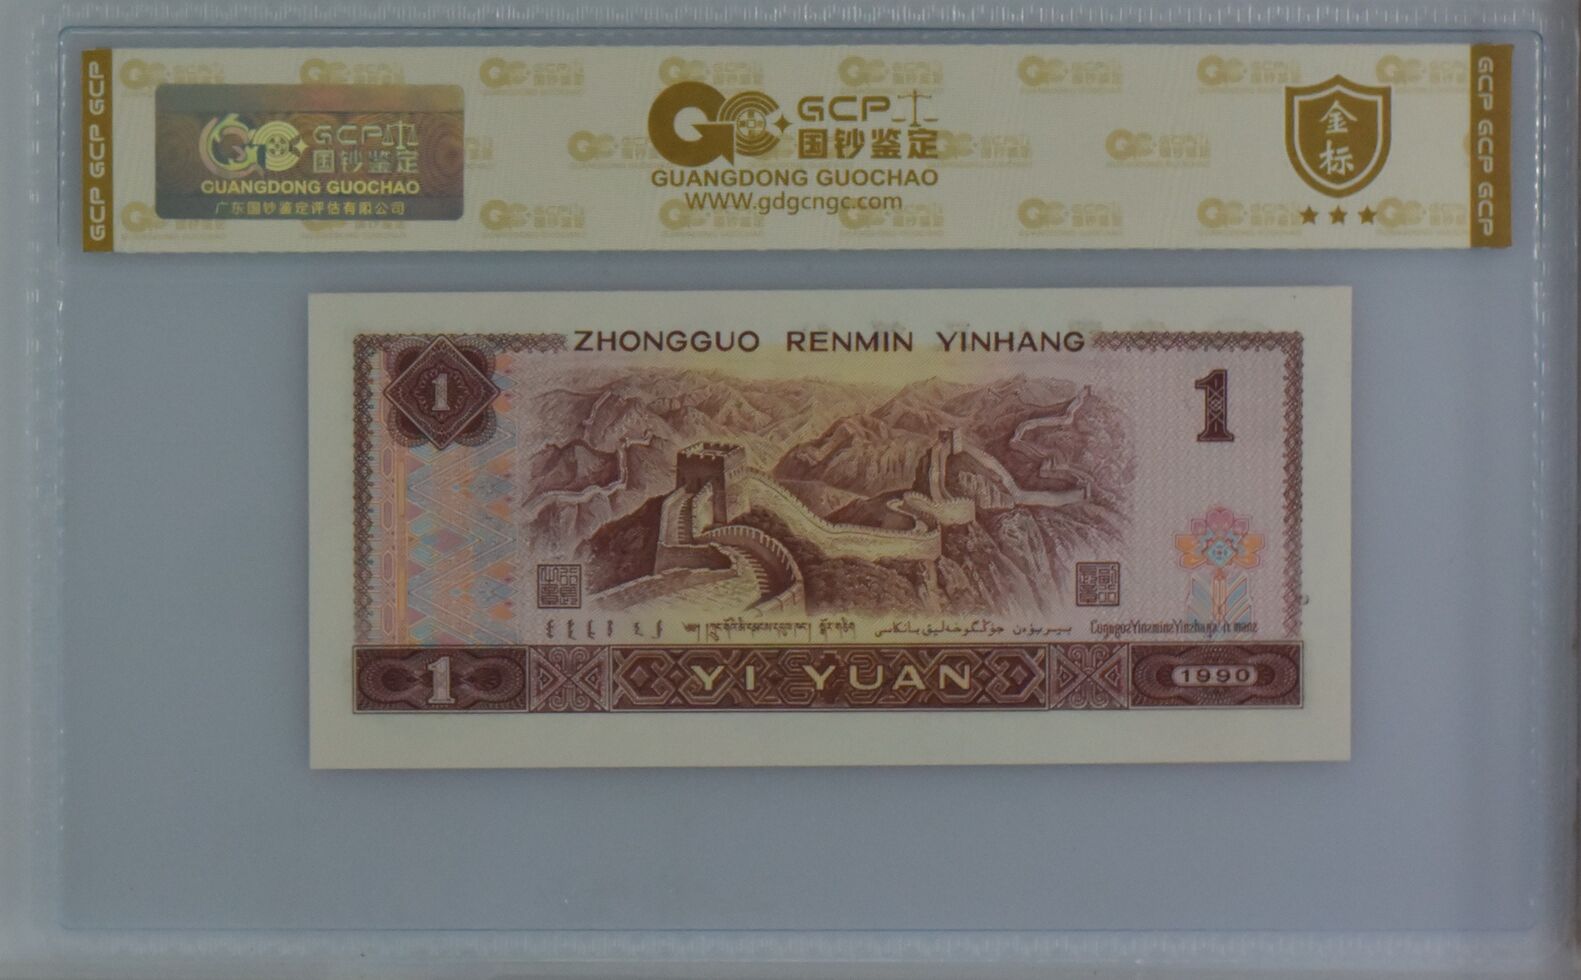 GCP GCP GCP
GCP
国钞鉴定
GUANGDONG GUOCHAO
广东国钞鉴定评估有限公司
GCP
国钞鉴定
GUANGDONG GUOCHAO
WWW.gdgcngc.com
金标
GCP GCP GCP
ZHONGGUO RENMIN YINHANG
1
1
1
YI YUAN
1990